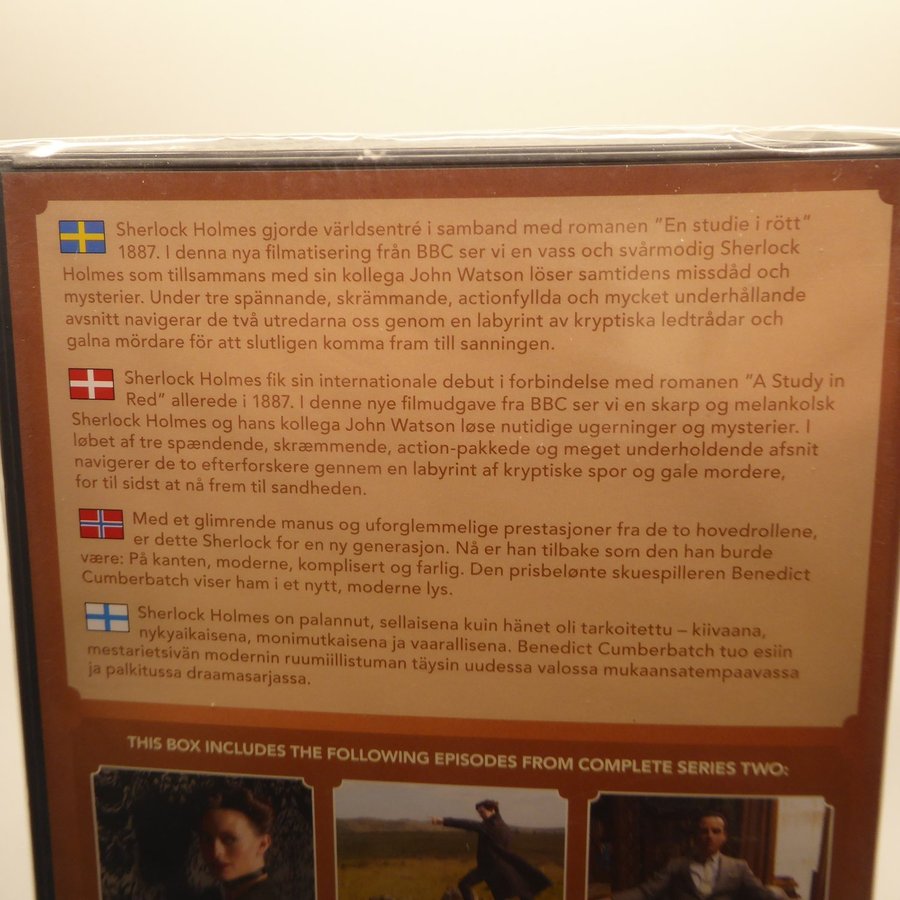 Sherlock Holmes gjorde världsentré i samband med romanen "En studie i rött"
1887. I denna nya filmatisering från BBC ser vi en vass och svårmodig Sherlock
Holmes som tillsammans med sin kollega John Watson löser samtidens missdåd och
mysterier. Under tre spännande, skrämmande, actionfyllda och mycket underhållande
avsnitt navigerar de två utredarna oss genom en labyrint av kryptiska ledtrådar och
galna mördare för att slutligen komma fram till sanningen.
Sherlock Holmes fik sin internationale debut i forbindelse med romanen "A Study in
Red" allerede i 1887. I denne nye filmudgave fra BBC ser vi en skarp og melankolsk
Sherlock Holmes og hans kollega John Watson løse nutidige ugerninger og mysterier. I
løbet af tre spændende, skræmmende, action-pakkede og meget underholdende afsnit
navigerer de to efterforskere gennem en labyrint af kryptiske spor og gale mordere,
for til sidst at nå frem til sandheden.
Med et glimrende manus og uforglemmelige prestasjoner fra de to hovedrollene,
er dette Sherlock for en ny generasjon. Nå er han tilbake som den han burde
være: På kanten, moderne, komplisert og farlig. Den prisbelønte skuespilleren Benedict
Cumberbatch viser ham i et nytt, moderne lys.
Sherlock Holmes on palannut, sellaisena kuin hänet oli tarkoitettu – kiivaana,
nykyaikaisena, monimutkaisena ja vaarallisena. Benedict Cumberbatch tuo esiin
mestarietsivän modernin ruumiillistuman täysin uudessa valossa mukaansatempaavassa
ja palkitussa draamasarjassa.
THIS BOX INCLUDES THE FOLLOWING EPISODES FROM COMPLETE SERIES TWO: